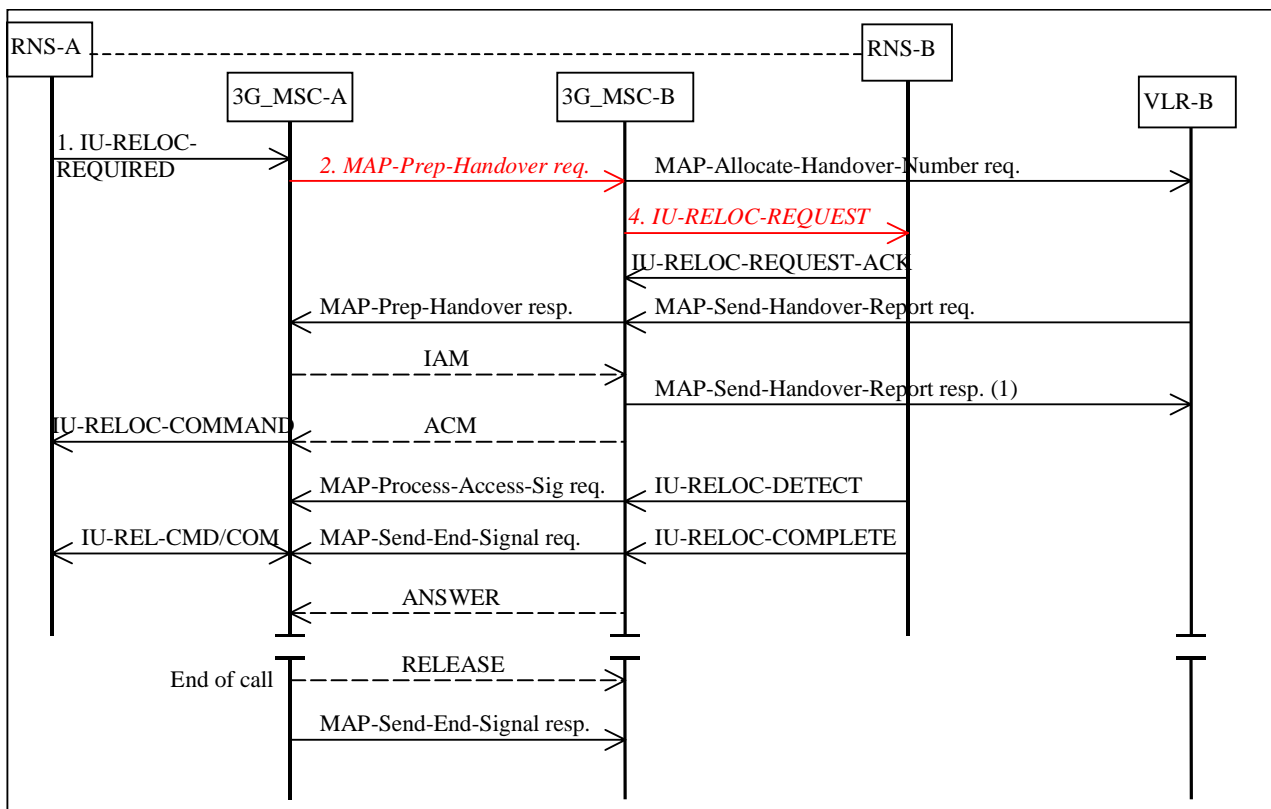 RNS-A
RNS-B
3G_MSC-A
3G_MSC-B
VLR-B
1. IU-RELOC-
REQUIRED
2. MAP-Prep-Handover req.
MAP-Allocate-Handover-Number req.
4. IU-RELOC-REQUEST
IU-RELOC-REQUEST-ACK
MAP-Prep-Handover resp.
MAP-Send-Handover-Report req.
IAM
MAP-Send-Handover-Report resp. (1)
IU-RELOC-COMMAND
ACM
MAP-Process-Access-Sig req.
IU-RELOC-DETECT
IU-REL-CMD/COM
MAP-Send-End-Signal req.
IU-RELOC-COMPLETE
ANSWER
RELEASE
End of call
MAP-Send-End-Signal resp.